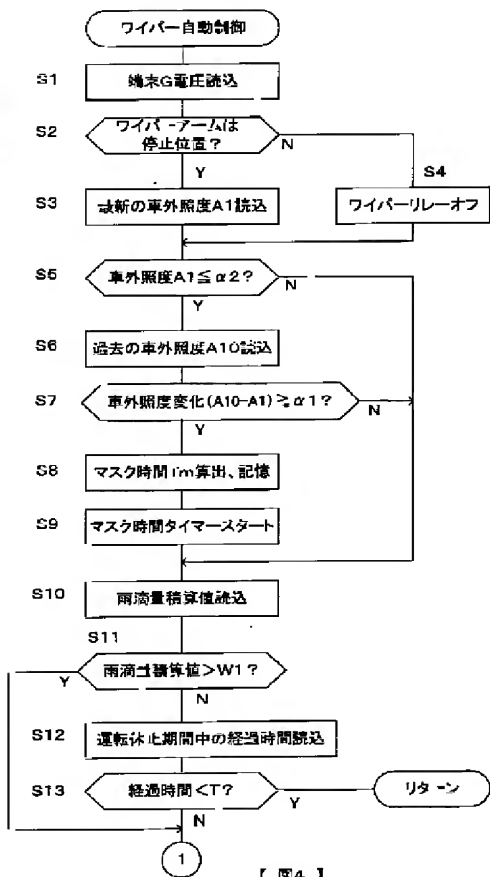 ワイパー自動制御
S1
端末G電圧読込
S2
ワイパーアームは
停止位置?
N
Y
S4
S3
最新の車外照度A1読込
ワイパーリレーオフ
S5
車外照度A1≦α2?
N
Y
S6
過去の車外照度A10読込
S7
車外照度変化(A10-A1)≧α1?
N
Y
S8
マスク時間Tm算出、記憶
S9
マスク時間タイマースタート
S10
雨滴量積算値読込
S11
雨滴量積算値>W1?
Y
N
S12
運転休止期間中の経過時間読込
S13
経過時間<T?
Y
リターン
N
1
【 図4 】